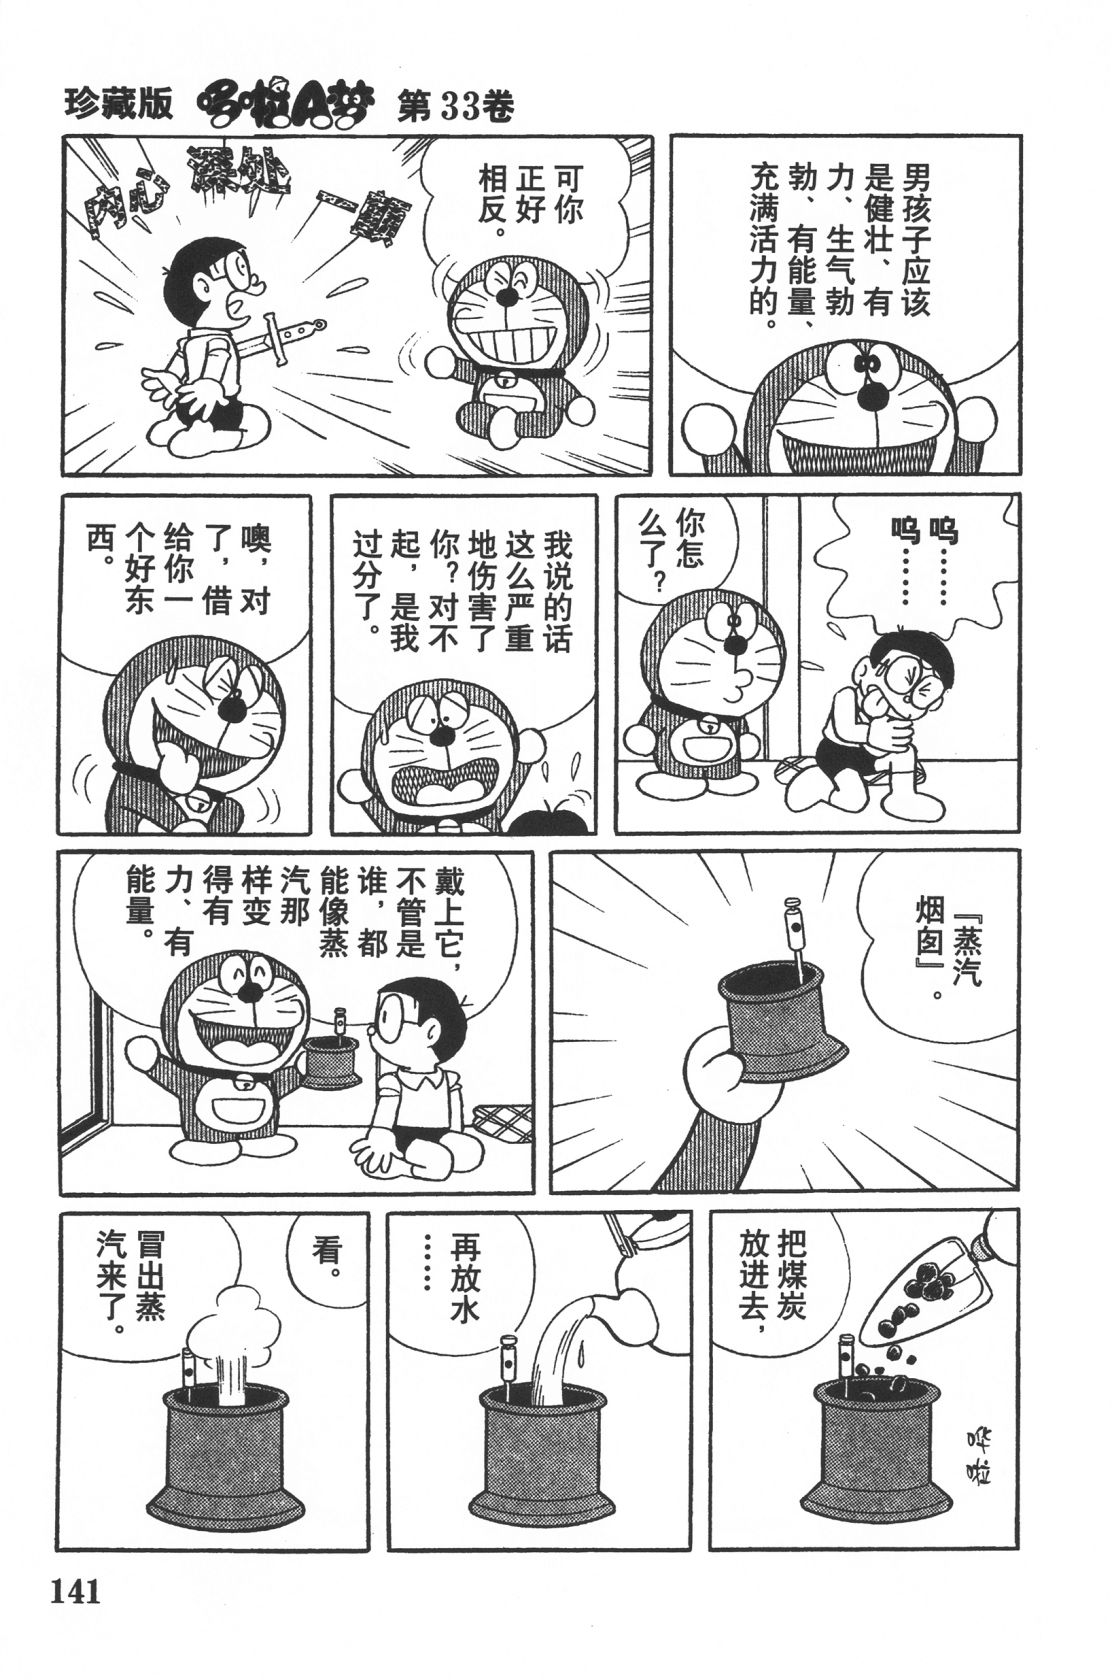 珍藏版 哆啦A梦 第33卷
男孩子应该
是健壮、有
力、生气勃
勃、有能量、
充满活力的。
可你
正好
相反。
内心深处一颤
呜呜
…………
你怎
么了？
我说的话
这么严重
地伤害了
你？对不
起，是我
过分了。
噢，对
了，借
给你一
个好东
西。
『蒸汽
烟囱』。
戴上它，
不管是
谁，都
能像蒸
汽那
样变
得有
力、有
能量。
把煤炭
放进去，
哗啦
再放水
……
看。
冒出蒸
汽来了。
141